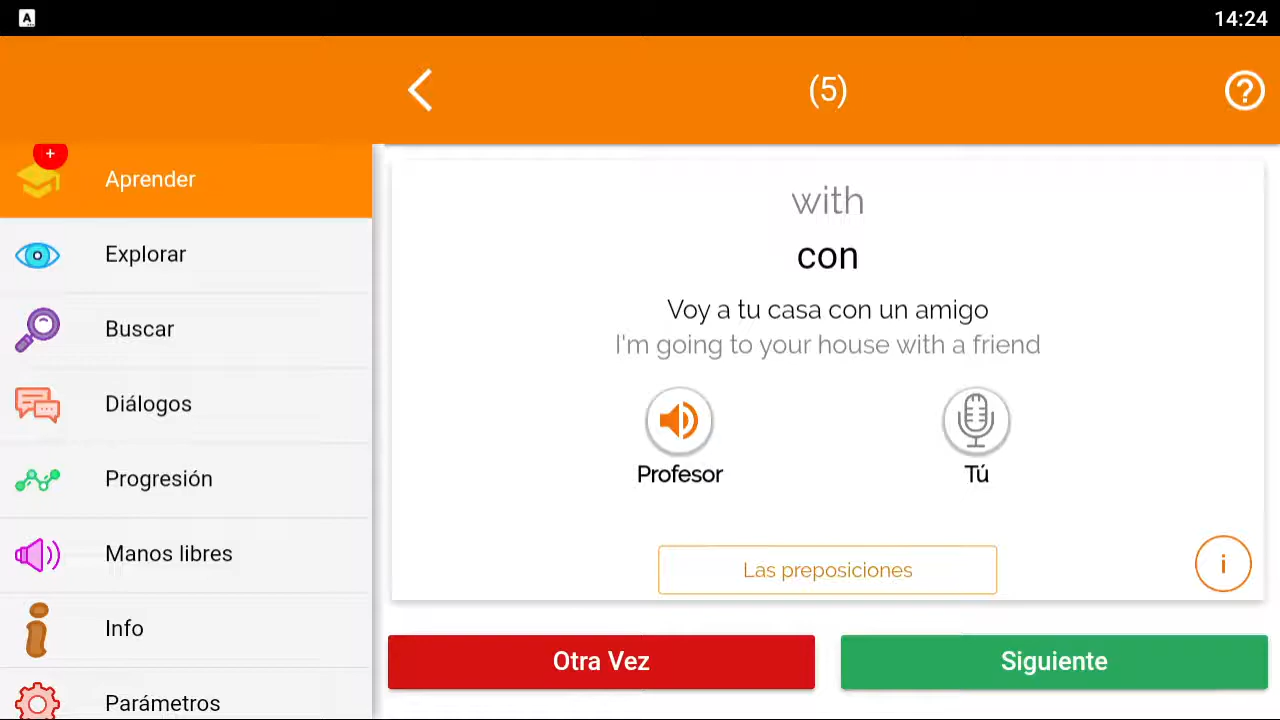 A
14:24
(5)
?
+
Aprender
Explorar
Buscar
Diálogos
Progresión
Manos libres
Info
Parámetros
with
con
Voy a tu casa con un amigo
I'm going to your house with a friend
Profesor
Tú
Las preposiciones
i
Otra Vez
Siguiente